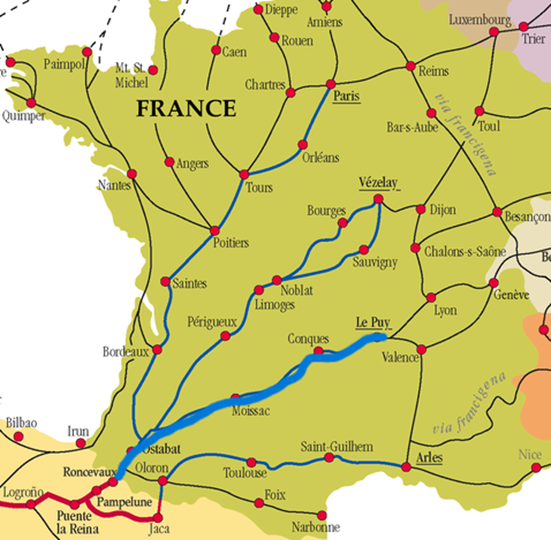 Dieppe
Amiens
Luxembourg
Trier
Rouen
Paimpol
Caen
Mt. St.
Michel
Reims
Chartres
Paris
Quimper
FRANCE
Bar-s-Aube
Toul
via francigena
Orléans
Angers
Nantes
Tours
Vézelay
Bourges
Dijon
Besançon
Poitiers
Sauvigny
Chalons-s-Saône
Saintes
Noblat
Limoges
Genève
Lyon
Périgueux
Le Puy
Conques
Bordeaux
Valence
Moissac
via francigena
Bilbao
Irun
Ostabat
Saint-Guilhem
Arles
Nice
Roncevaux
Oloron
Toulouse
Logroño
Pampelune
Foix
Puente
la Reina
Jaca
Narbonne